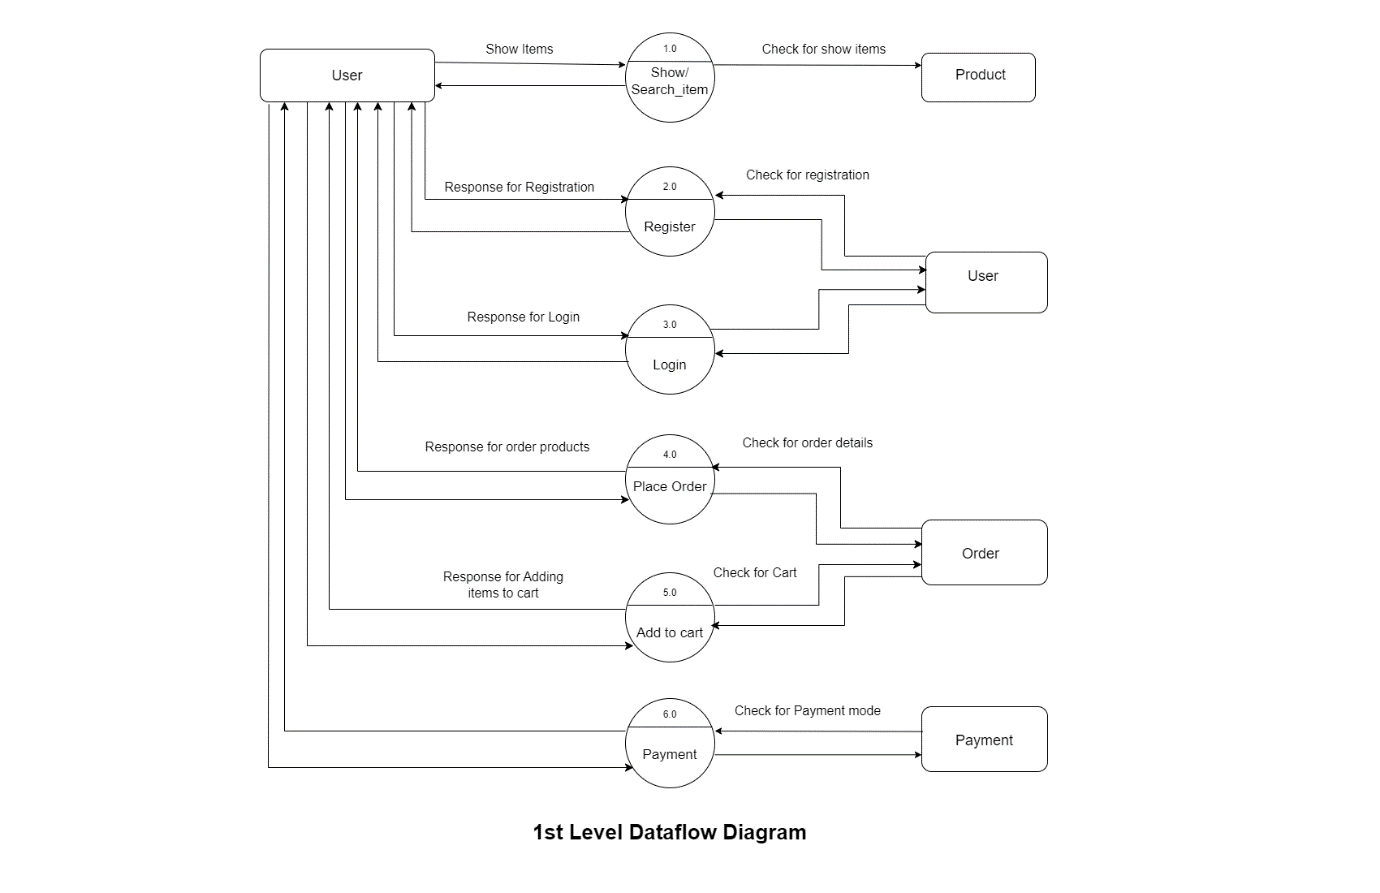 Show Items
1.0
Check for show items
User
Show/
Search_item
Product
Response for Registration
2.0
Register
Check for registration
User
Response for Login
3.0
Login
Response for order products
4.0
Place Order
Check for order details
Order
Response for Adding
items to cart
5.0
Add to cart
Check for Cart
6.0
Payment
Check for Payment mode
Payment
1st Level Dataflow Diagram